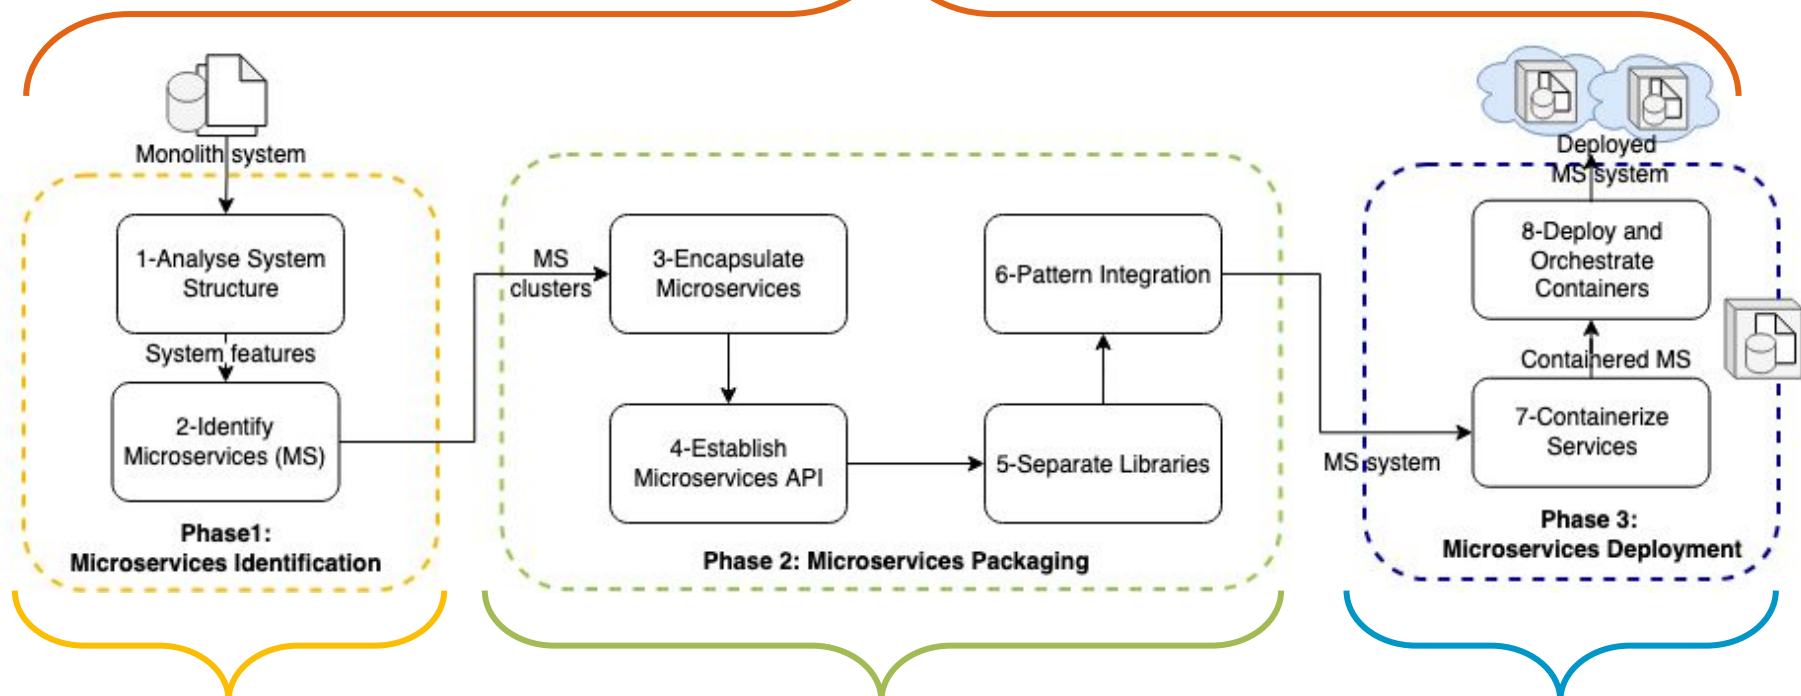 Monolith system
1-Analyse System
Structure
System features
2-Identify
Microservices (MS)
Phase1:
Microservices Identification
MS
clusters
3-Encapsulate
Microservices
4-Establish
Microservices API
5-Separate Libraries
6-Pattern Integration
Phase 2: Microservices Packaging
MS system
7-Containerize
Services
Containered MS
8-Deploy and
Orchestrate
Containers
Deployed
MS system
Phase 3:
Microservices Deployment